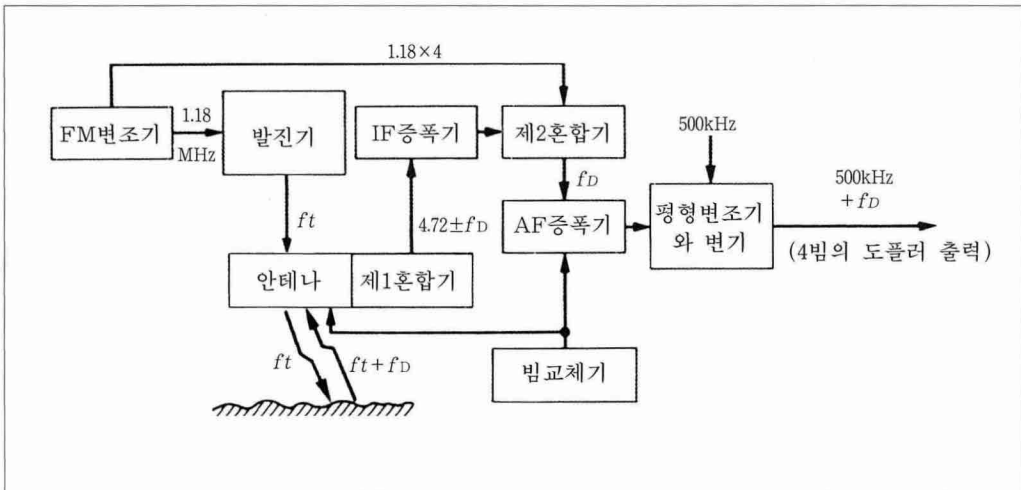 1.18×4
FM변조기
1.18
MHz
발진기
IF증폭기
제2혼합기
500kHz
ft
4.72±fD
fD
AF증폭기
평형변조기
와 변기
500kHz
+fD
(4빔의 도플러 출력)
안테나
제1혼합기
ft
ft+fD
빔교체기